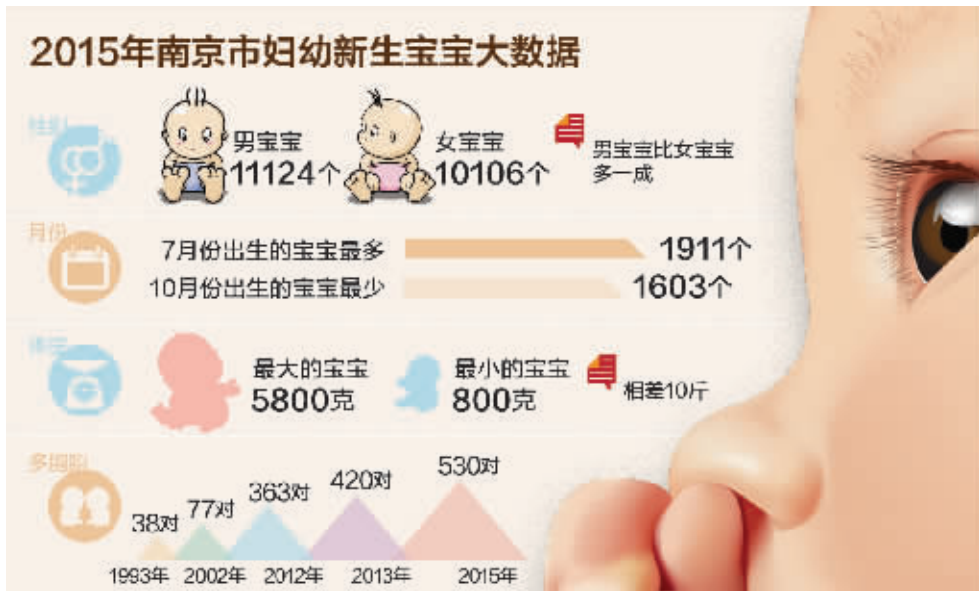 2015年南京市妇幼新生宝宝大数据
男宝宝
11124个
女宝宝
10106个
男宝宝比女宝宝
多一成
月份
7月份出生的宝宝最多
1911个
10月份出生的宝宝最少
1603个
最大的宝宝
5800克
最小的宝宝
800克
相差10斤
38对
77对
363对
420对
530对
1993年
2002年
2012年
2013年
2015年